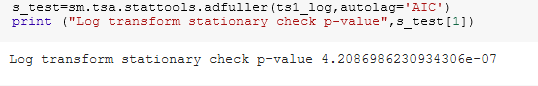 s_test=sm.tsa.stattools.adfuller(ts1_log,autolag='AIC')
print ("Log transform stationary check p-value",s_test[1])
Log transform stationary check p-value 4.2086986230934306e-07